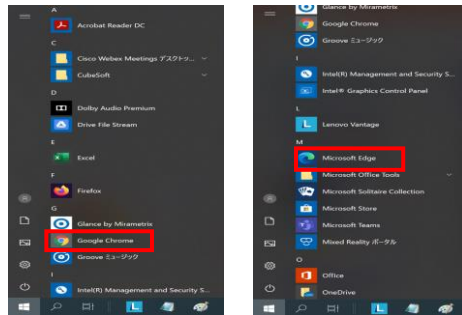 A
Acrobat Reader DC
C
Cisco Webex Meetings デスクトッ...
CubeSoft
D
Dolby Audio Premium
Drive File Stream
E
Excel
F
Firefox
G
Glance by Mirametrix
Google Chrome
Groove ミュージック
I
Intel(R) Management and Security S...
Glance by Mirametrix
Google Chrome
Groove ミュージック
I
Intel(R) Management and Security S...
Intel® Graphics Control Panel
L
Lenovo Vantage
M
Microsoft Edge
Microsoft Office Tools
Microsoft Solitaire Collection
Microsoft Store
Microsoft Teams
Mixed Reality ポータル
O
Office
OneDrive